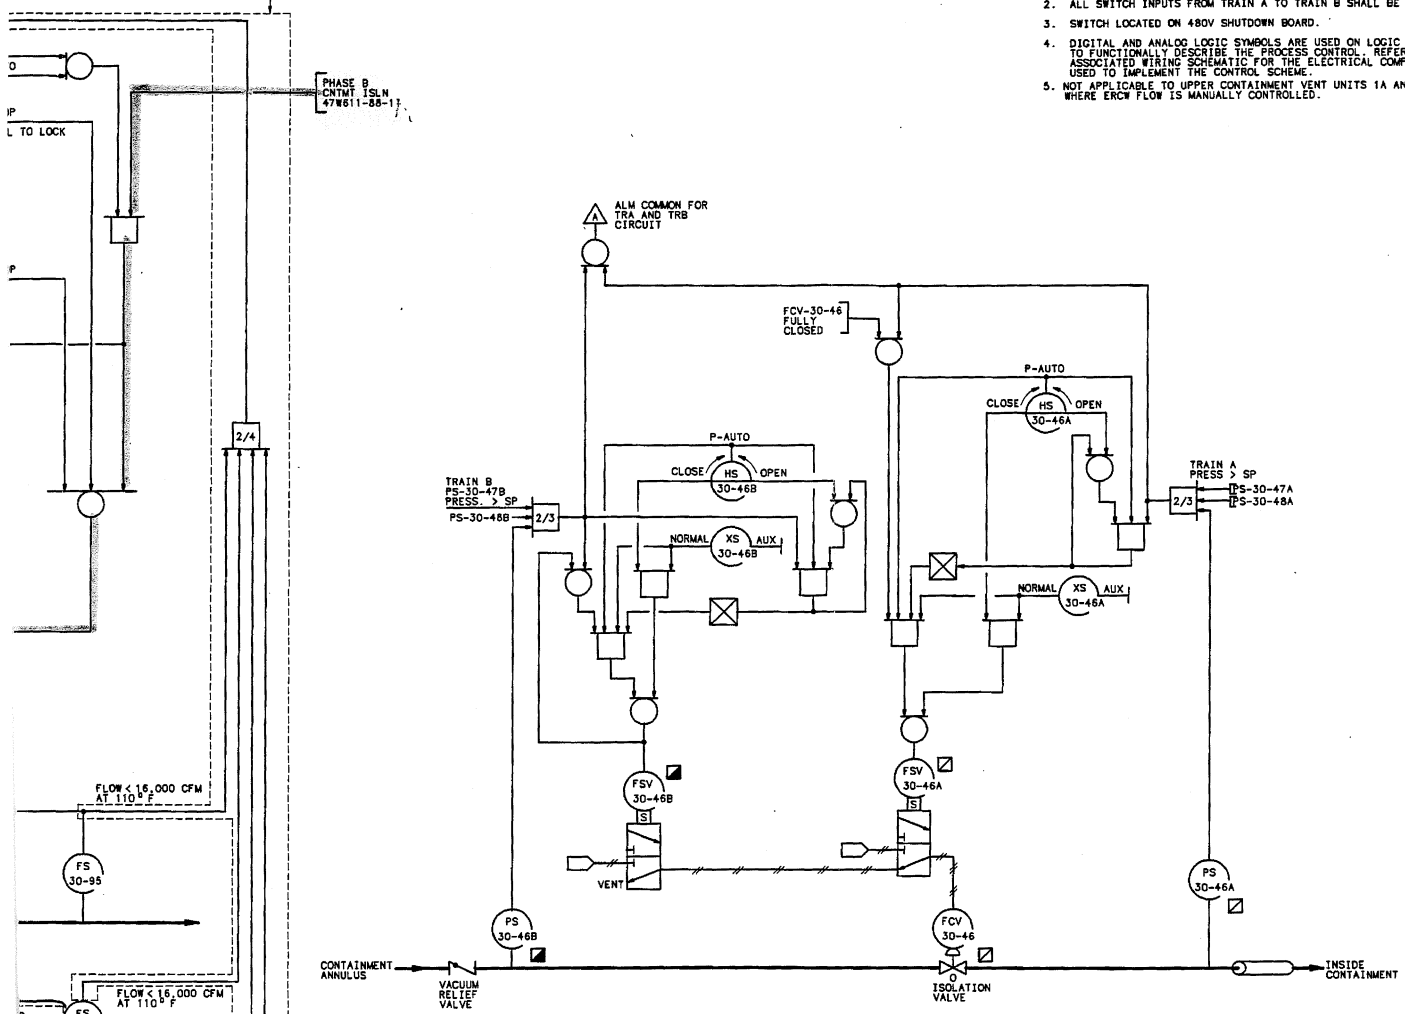 2. ALL SWITCH INPUTS FROM TRAIN A TO TRAIN B SHALL BE
3. SWITCH LOCATED ON 480V SHUTDOWN BOARD.
4. DIGITAL AND ANALOG LOGIC SYMBOLS ARE USED ON LOGIC
TO FUNCTIONALLY DESCRIBE THE PROCESS CONTROL. REFER
ASSOCIATED WIRING SCHEMATIC FOR THE ELECTRICAL COMP
USED TO IMPLEMENT THE CONTROL SCHEME.
5. NOT APPLICABLE TO UPPER CONTAINMENT VENT UNITS 1A AN
WHERE ERCW FLOW IS MANUALLY CONTROLLED.
O
PHASE B
CNTMT ISLN
47W611-88-1
OP
L TO LOCK
P
2/4
ALM COMMON FOR
TRA AND TRB
CIRCUIT
A
FCV-30-46
FULLY
CLOSED
P-AUTO
CLOSE
HS
30-46A
OPEN
P-AUTO
CLOSE
HS
30-46B
OPEN
TRAIN B
PS-30-47B
PRESS. > SP
PS-30-48B
2/3
TRAIN A
PRESS > SP
PS-30-47A
PS-30-48A
2/3
NORMAL
XS
30-46B
AUX
NORMAL
XS
30-46A
AUX
FSV
30-46B
S
VENT
FSV
30-46A
S
FLOW < 16,000 CFM
AT 110° F
FS
30-95
PS
30-46B
FCV
30-46
PS
30-46A
CONTAINMENT
ANNULUS
VACUUM
RELIEF
VALVE
O
ISOLATION
VALVE
INSIDE
CONTAINMENT
FLOW < 16,000 CFM
AT 110° F
FS